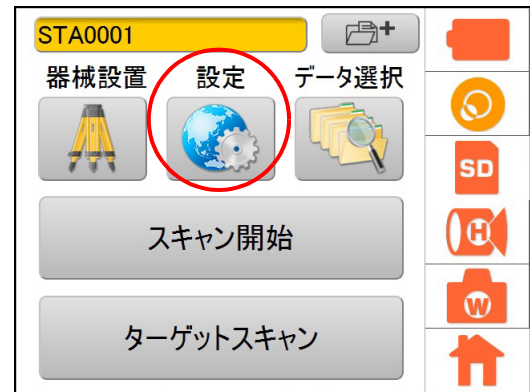 STA0001
器械設置 設定 データ選択
SD
H
スキャン開始
W
ターゲットスキャン